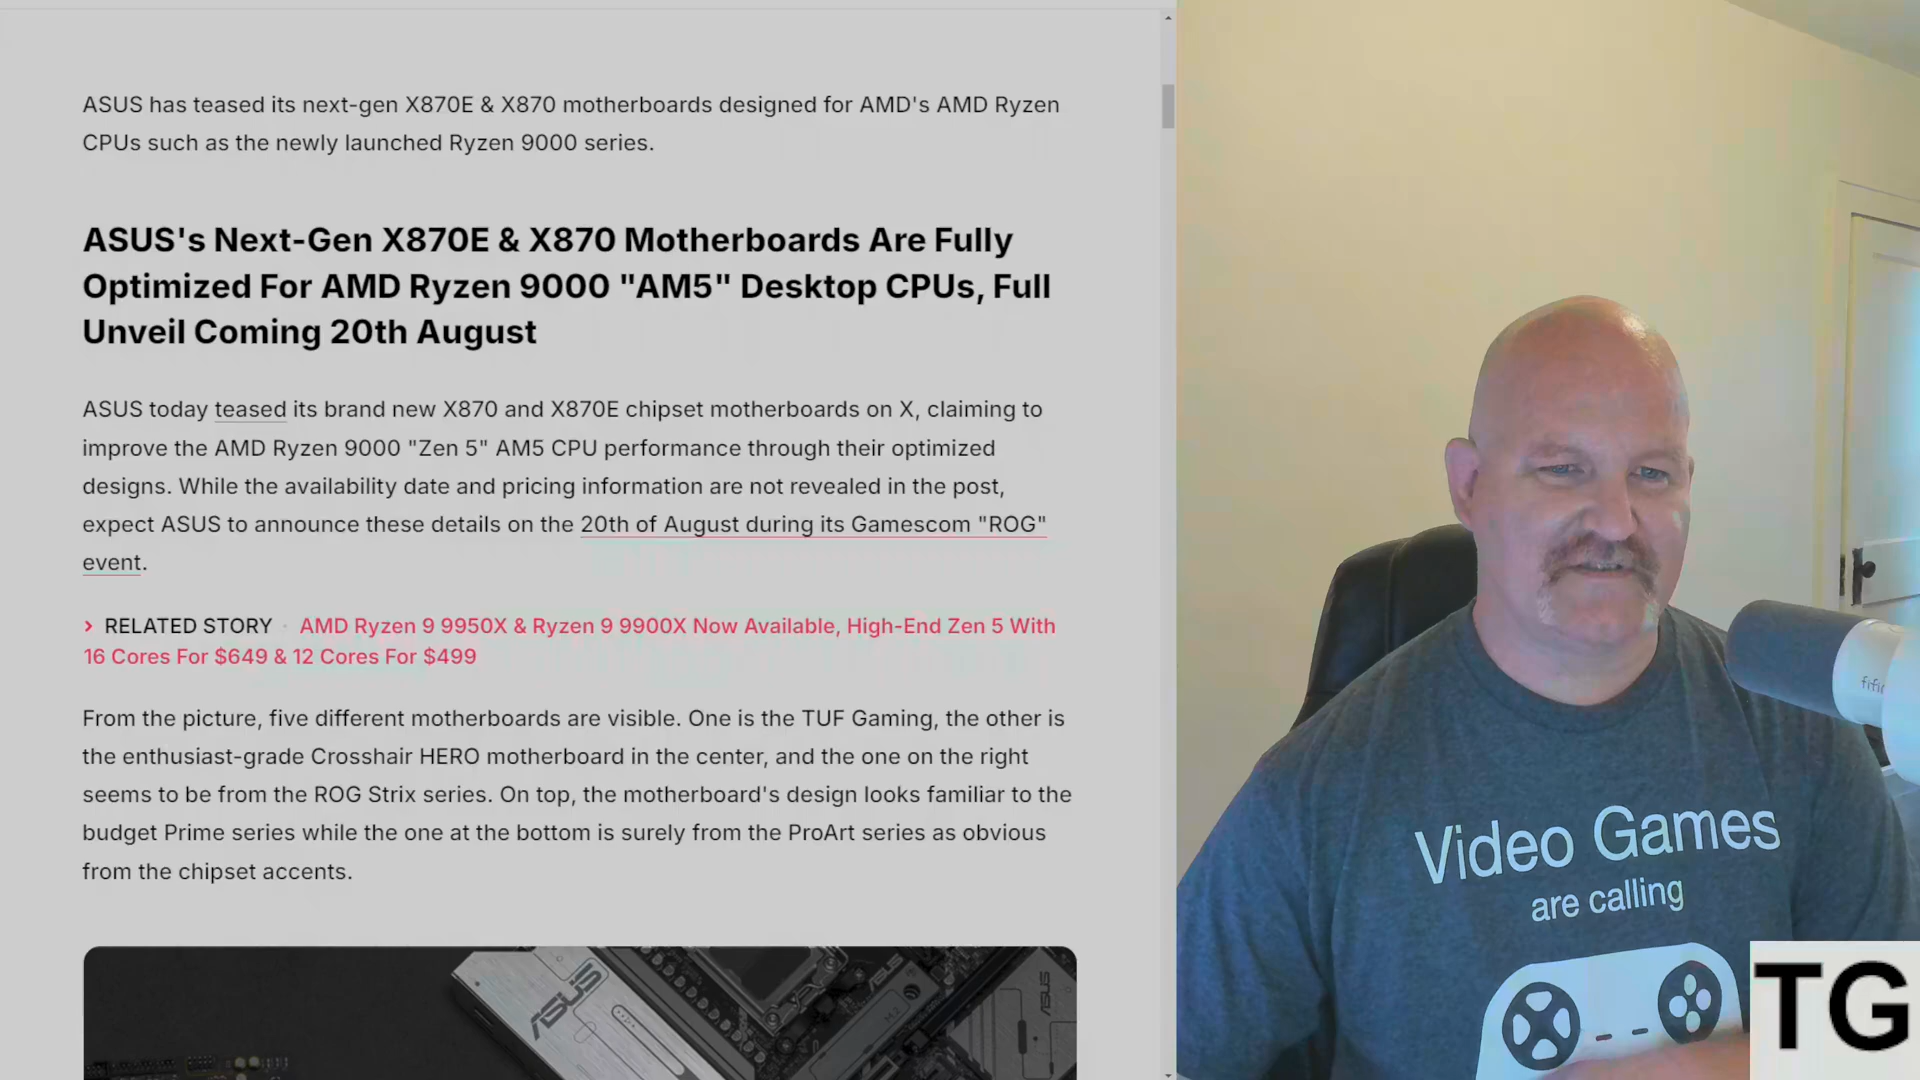 ASUS has teased its next-gen X870E & X870 motherboards designed for AMD's AMD Ryzen
CPUs such as the newly launched Ryzen 9000 series.
ASUS's Next-Gen X870E & X870 Motherboards Are Fully
Optimized For AMD Ryzen 9000 "AM5" Desktop CPUs, Full
Unveil Coming 20th August
ASUS today teased its brand new X870 and X870E chipset motherboards on X, claiming to
improve the AMD Ryzen 9000 "Zen 5" AM5 CPU performance through their optimized
designs. While the availability date and pricing information are not revealed in the post,
expect ASUS to announce these details on the 20th of August during its Gamescom "ROG"
event.
RELATED STORY · AMD Ryzen 9 9950X & Ryzen 9 9900X Now Available, High-End Zen 5 With
16 Cores For $649 & 12 Cores For $499
From the picture, five different motherboards are visible. One is the TUF Gaming, the other is
the enthusiast-grade Crosshair HERO motherboard in the center, and the one on the right
seems to be from the ROG Strix series. On top, the motherboard's design looks familiar to the
budget Prime series while the one at the bottom is surely from the ProArt series as obvious
from the chipset accents.
ASUS
ASUS
M.2
ASUS
Video Games
are calling
TG